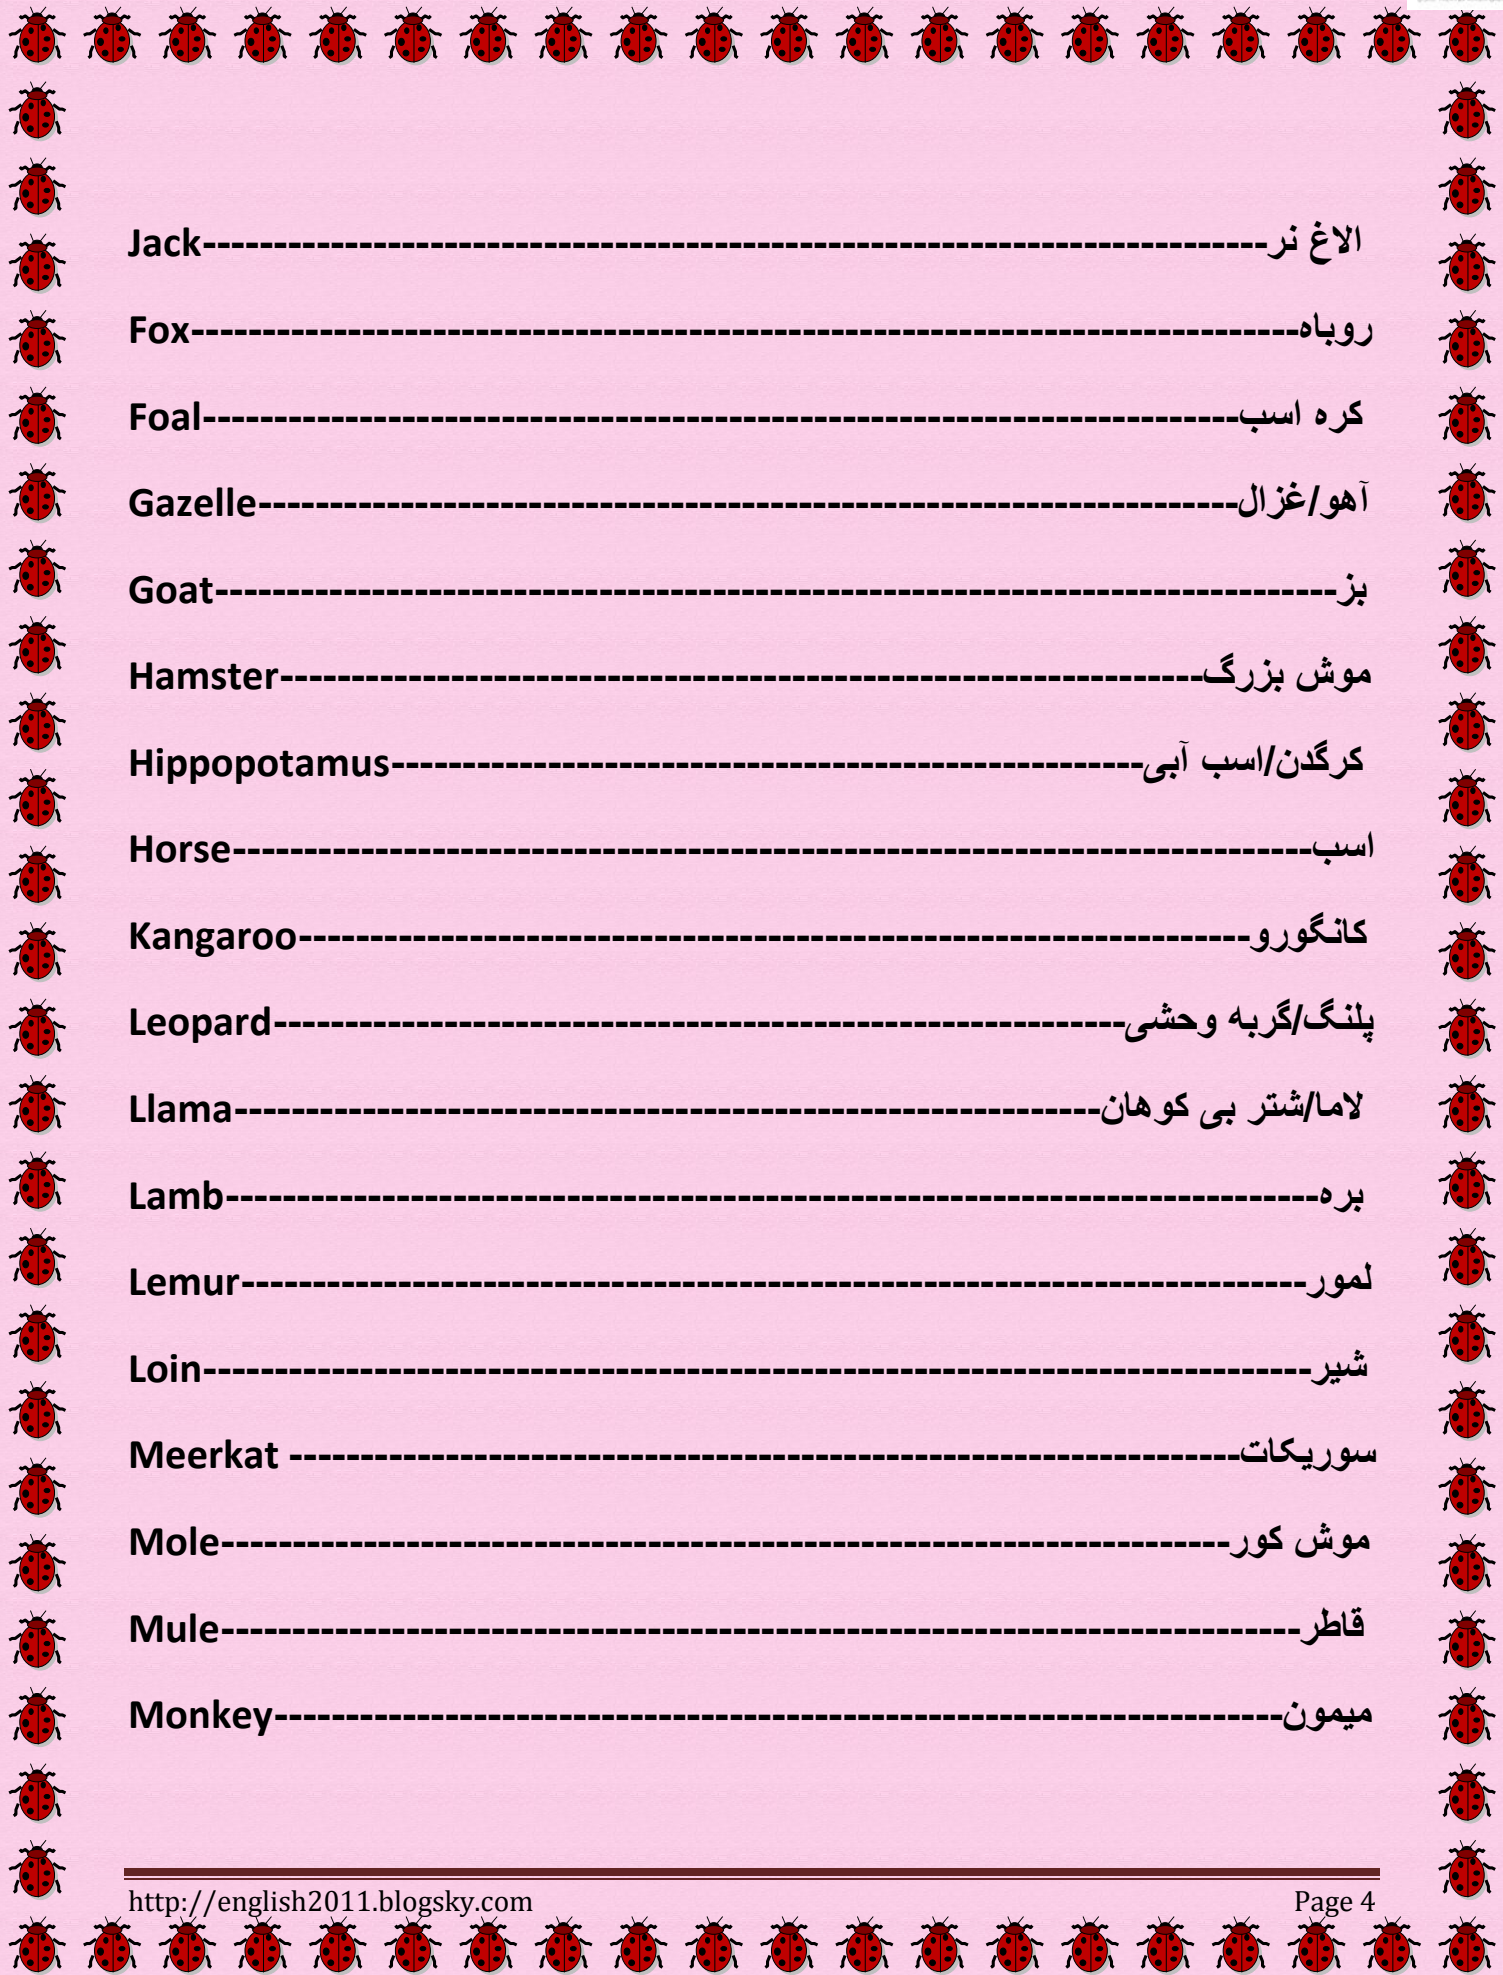 Jack---------------------------------------------------------------------------الاغ نر
Fox------------------------------------------------------------------------------روباه
Foal-------------------------------------------------------------------------کره اسب
Gazelle---------------------------------------------------------------------آهو/غزال
Goat-------------------------------------------------------------------------------بز
Hamster-----------------------------------------------------------------موش بزرگ
Hippopotamus-----------------------------------------------------کرگدن/اسب آبی
Horse----------------------------------------------------------------------------اسب
Kangaroo-------------------------------------------------------------------کانگورو
Leopard------------------------------------------------------------پلنگ/گربه وحشی
Llama-------------------------------------------------------------لاما/شتر بی کوهان
Lamb-----------------------------------------------------------------------------بره
Lemur---------------------------------------------------------------------------لمور
Loin------------------------------------------------------------------------------شیر
Meerkat -------------------------------------------------------------------سوریکات
Mole-----------------------------------------------------------------------موش کور
Mule----------------------------------------------------------------------------قاطر
Monkey-----------------------------------------------------------------------میمون
http://english2011.blogsky.com Page 4